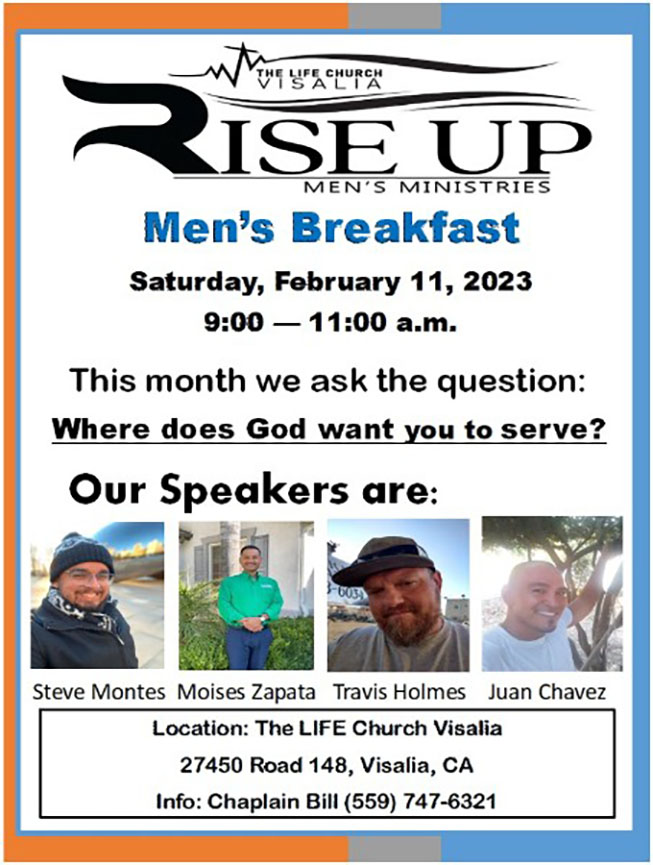 THE LIFE CHURCH
VISALIA
RISE UP
MEN'S MINISTRIES
Men's Breakfast
Saturday, February 11, 2023
9:00 — 11:00 a.m.
This month we ask the question:
Where does God want you to serve?
Our Speakers are:
6034
Steve Montes Moises Zapata Travis Holmes Juan Chavez
Location: The LIFE Church Visalia
27450 Road 148, Visalia, CA
Info: Chaplain Bill (559) 747-6321